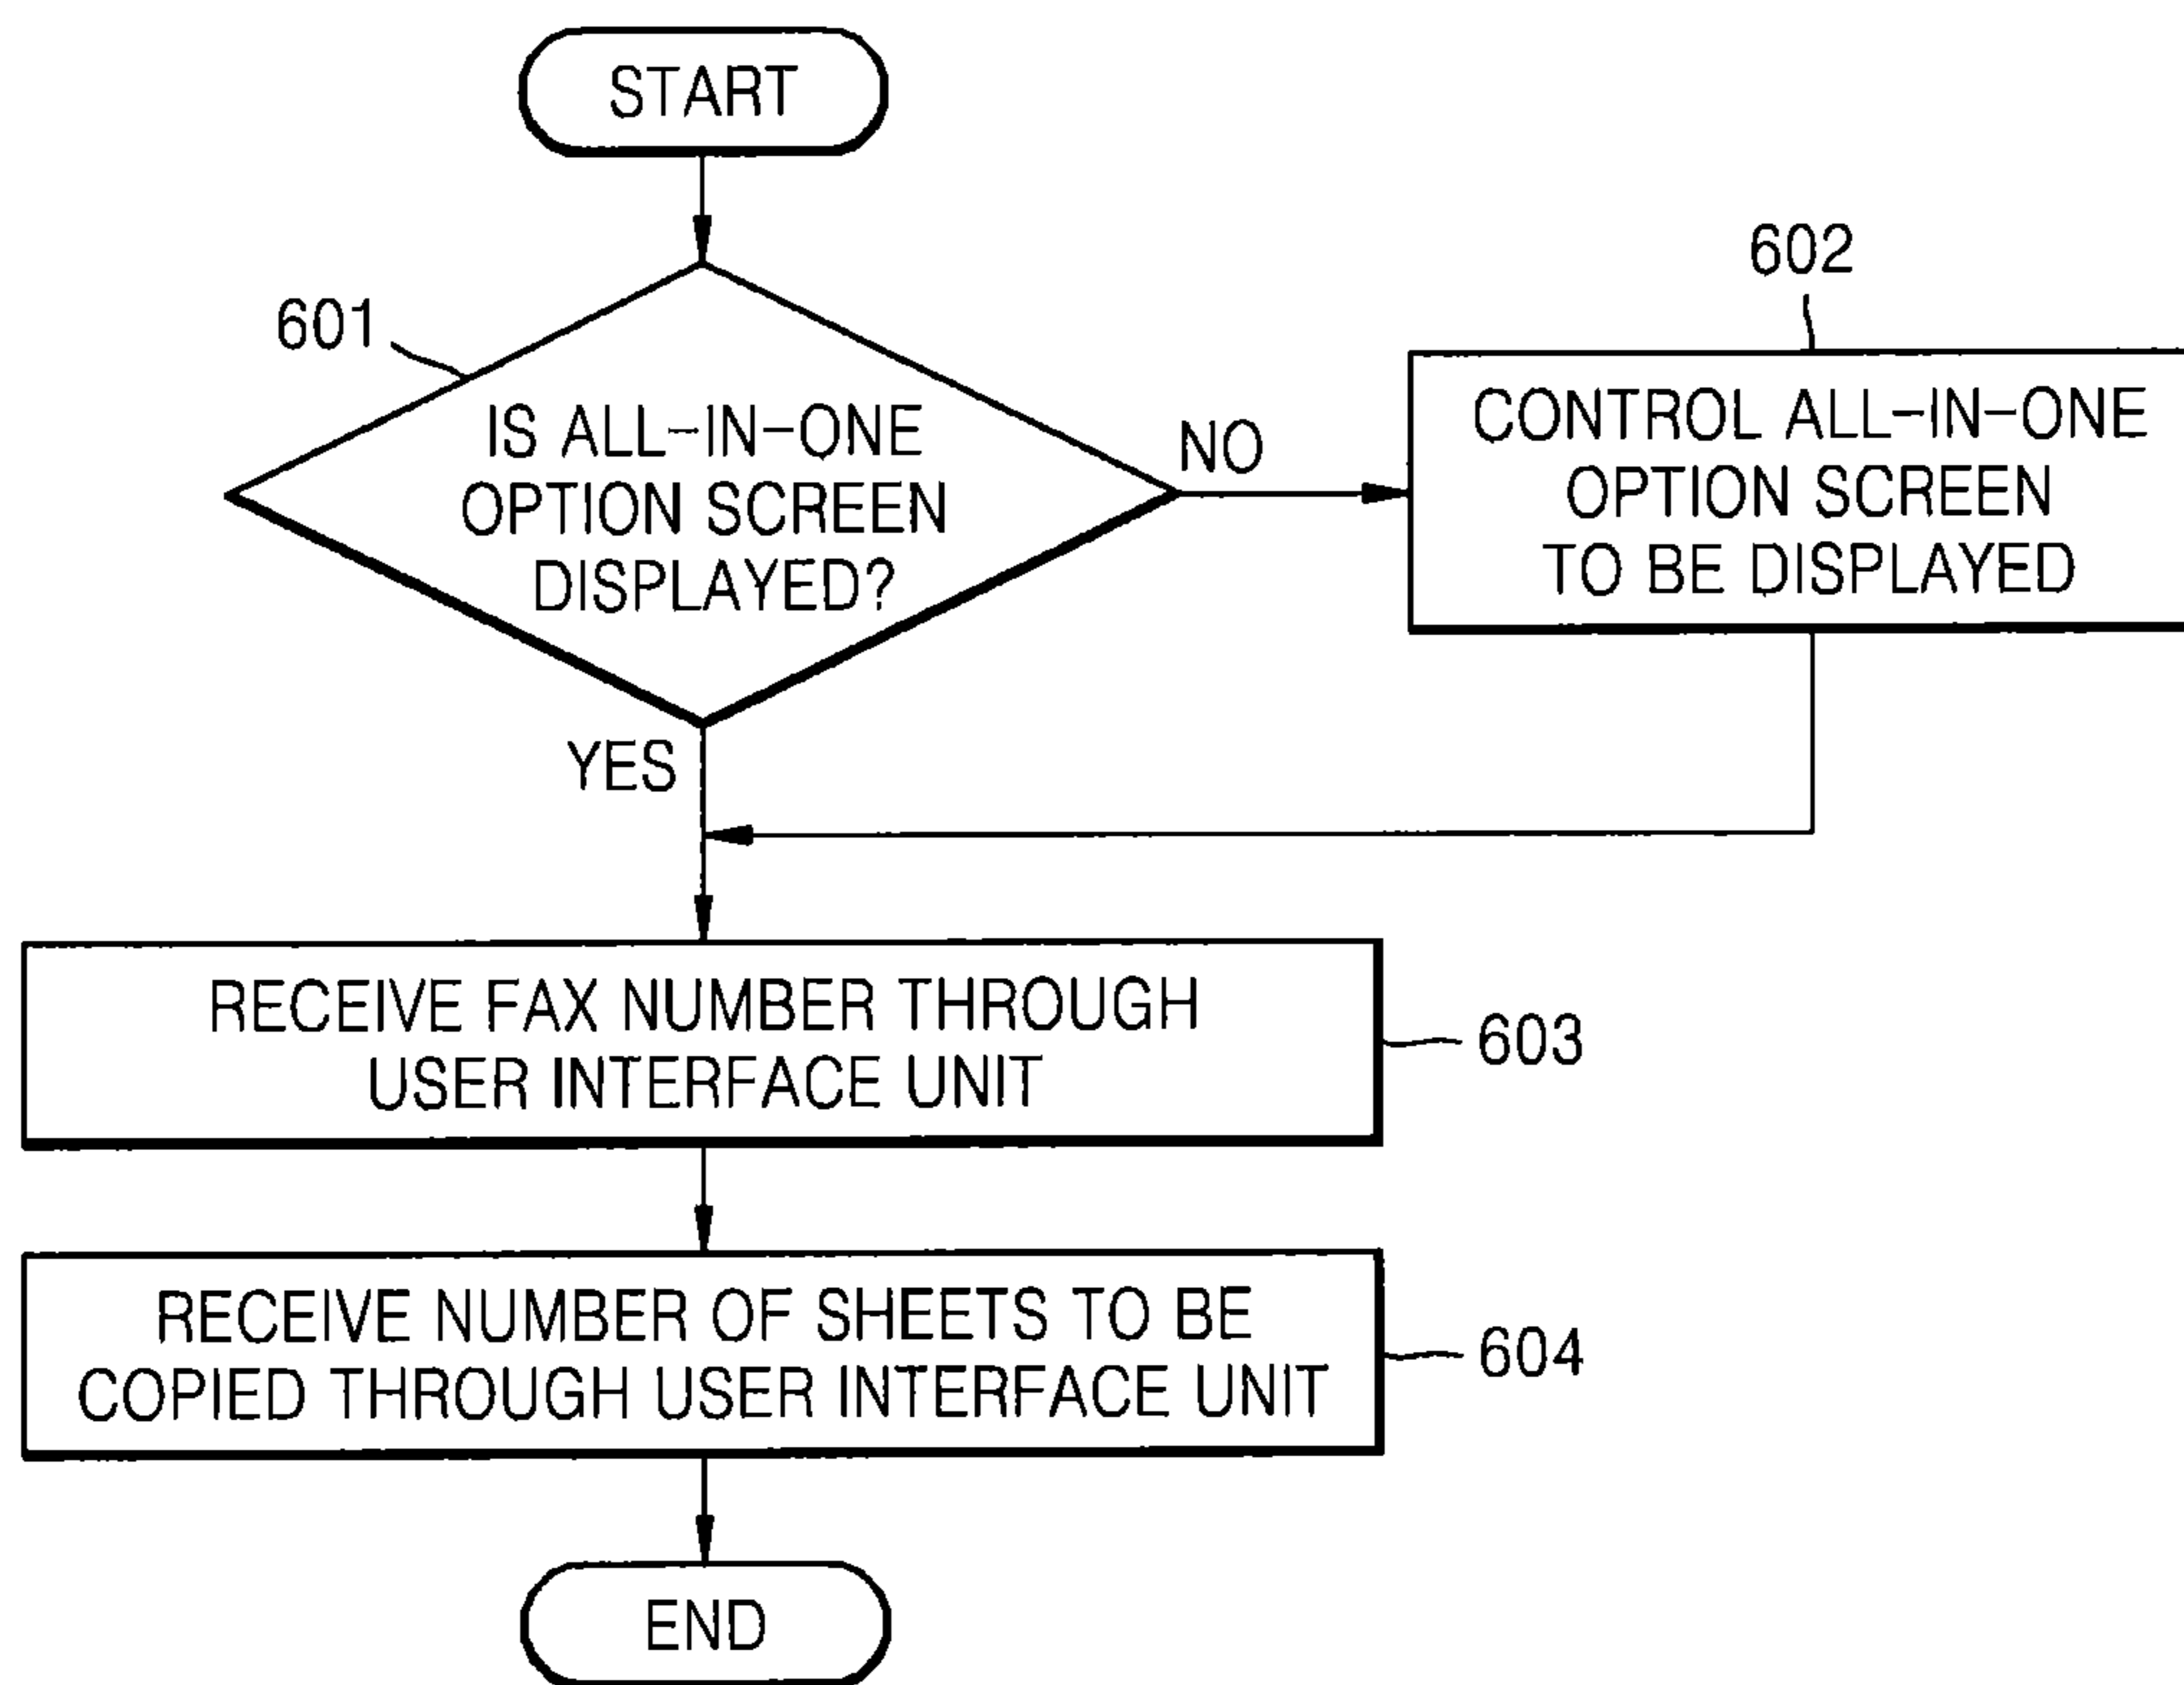 START
601
IS ALL-IN-ONE
OPTION SCREEN
DISPLAYED?
NO
602
CONTROL ALL-IN-ONE
OPTION SCREEN
TO BE DISPLAYED
YES
RECEIVE FAX NUMBER THROUGH
USER INTERFACE UNIT
603
RECEIVE NUMBER OF SHEETS TO BE
COPIED THROUGH USER INTERFACE UNIT
604
END